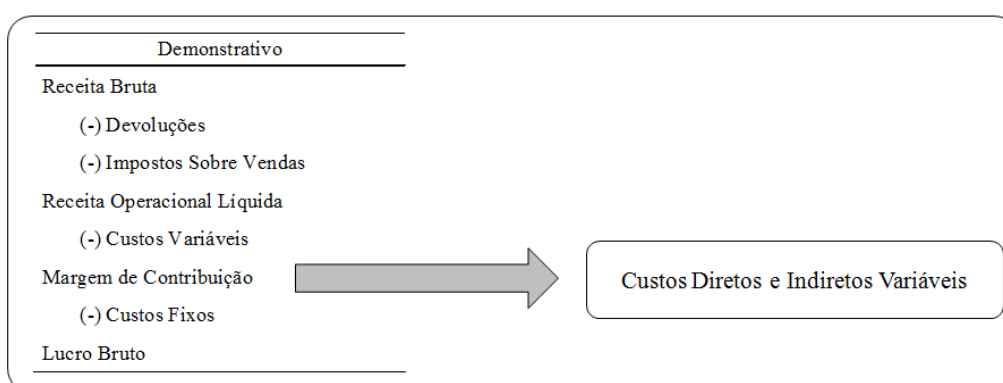 Demonstrativo
Receita Bruta
(-) Devoluções
(-) Impostos Sobre Vendas
Receita Operacional Líquida
(-) Custos Variáveis
Margem de Contribuição
(-) Custos Fixos
Lucro Bruto
Custos Diretos e Indiretos Variáveis